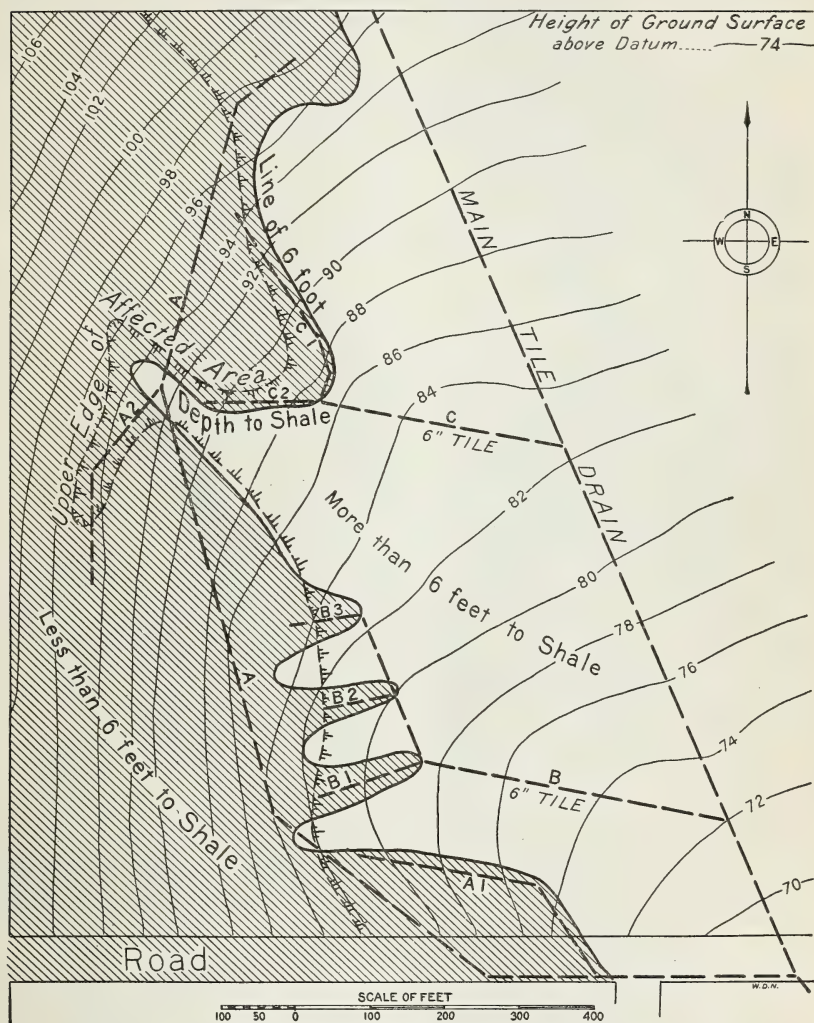 Height of Ground Surface
above Datum...... 74
106
104
102
100
98
96
94
92
90
88
86
84
82
80
78
76
74
72
70
N
W E
S
MAIN TILE DRAIN
Line of 6 foot
Depth to Shale
Upper Edge of
Affected Area
A
A2
C1
C2
C
6" TILE
More than 6 feet to Shale
Less than 6 feet to Shale
A
B3
B2
B1
B
6" TILE
A1
Road
W.D.N.
SCALE OF FEET
100 50 0 100 200 300 400